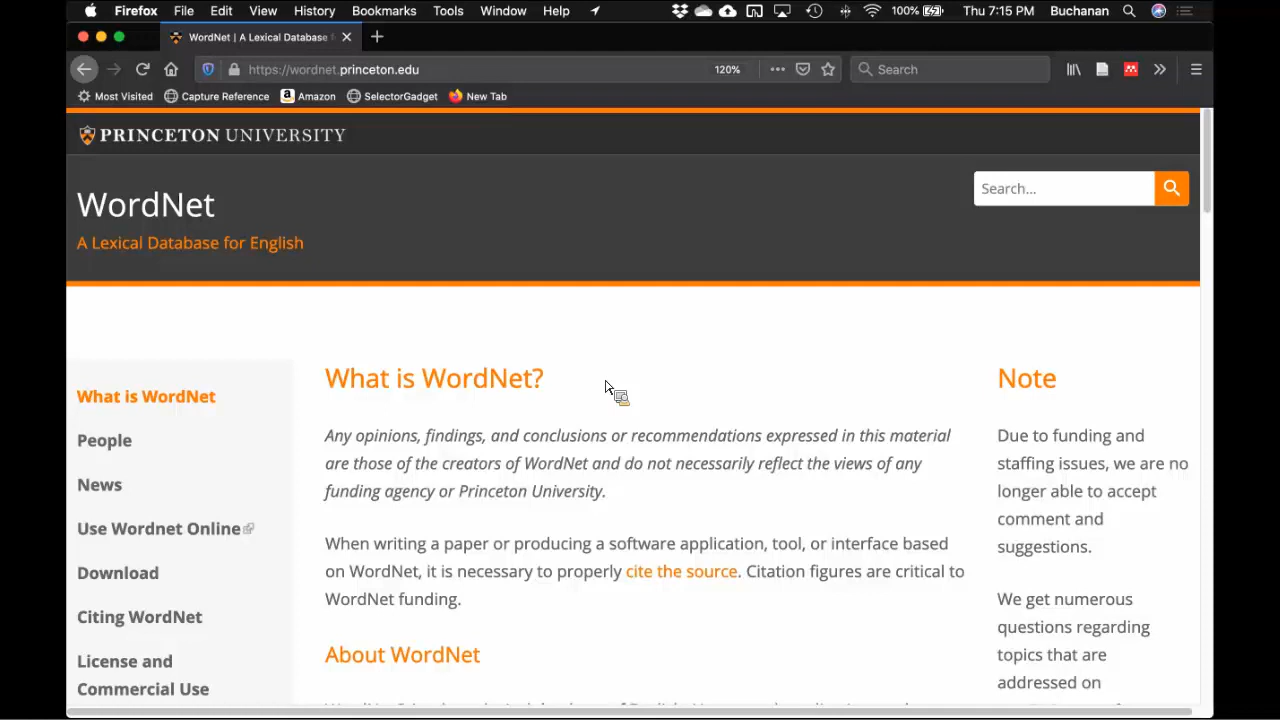 Firefox File Edit View History Bookmarks Tools Window Help 100% Thu 7:15 PM Buchanan
WordNet | A Lexical Database f
https://wordnet.princeton.edu 120% Search
Most Visited Capture Reference Amazon SelectorGadget New Tab
PRINCETON UNIVERSITY
WordNet
A Lexical Database for English
Search...
What is WordNet
People
News
Use Wordnet Online
Download
Citing WordNet
License and
Commercial Use
What is WordNet?
Any opinions, findings, and conclusions or recommendations expressed in this material
are those of the creators of WordNet and do not necessarily reflect the views of any
funding agency or Princeton University.
When writing a paper or producing a software application, tool, or interface based
on WordNet, it is necessary to properly cite the source. Citation figures are critical to
WordNet funding.
About WordNet
Note
Due to funding and
staffing issues, we are no
longer able to accept
comment and
suggestions.
We get numerous
questions regarding
topics that are
addressed on